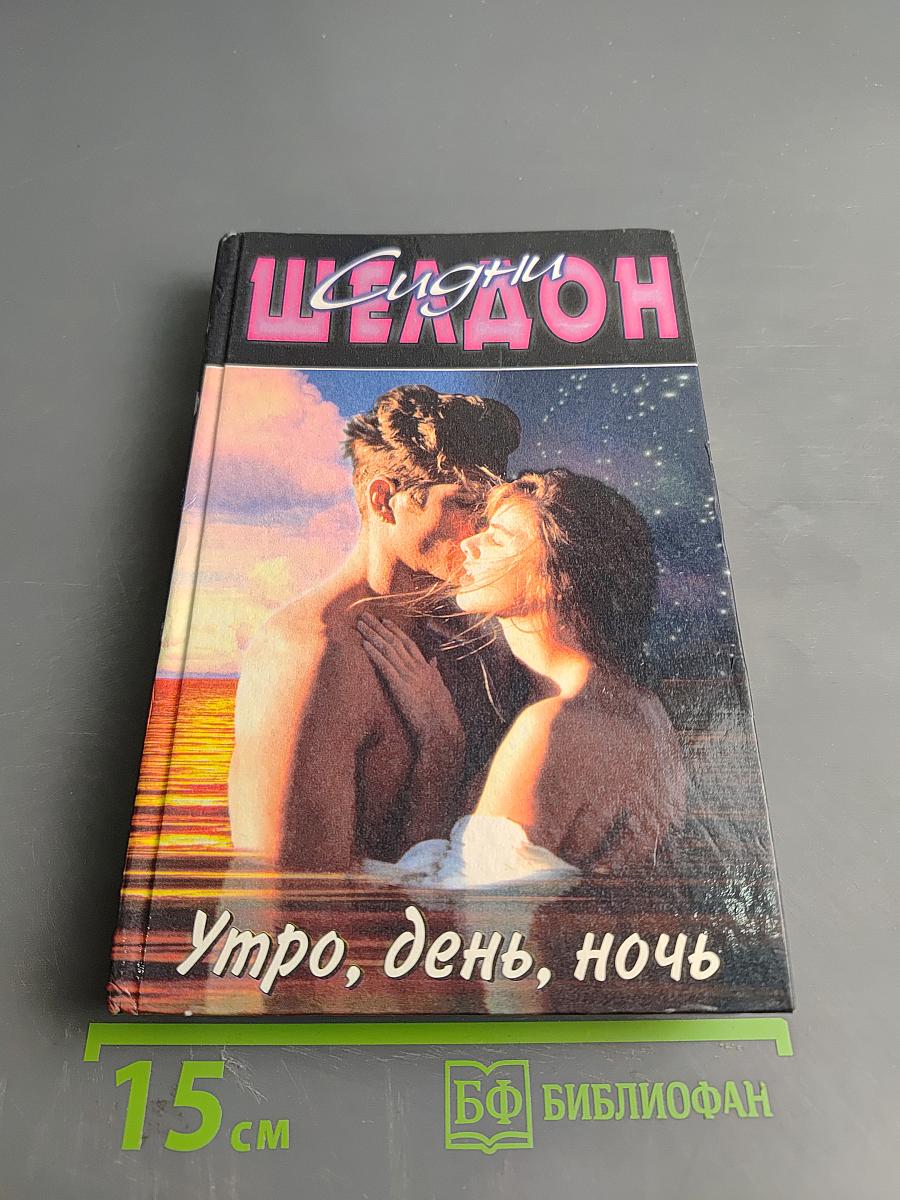 Сидни
ШЕЛДОН
Утро, день, ночь
15 см
БФ БИБЛИОФАН